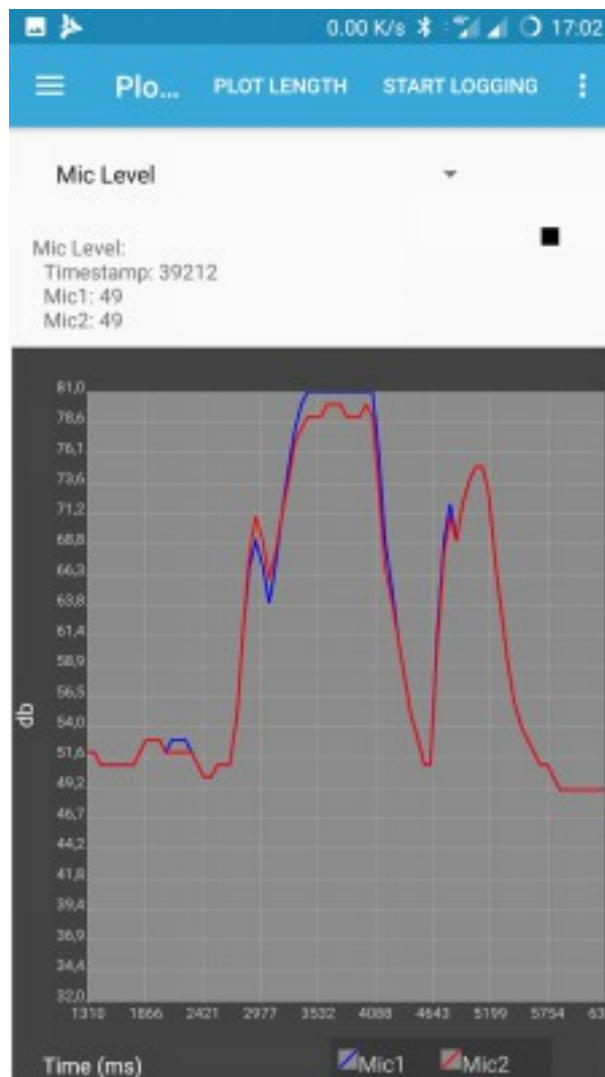 0.00 K/s 17:02
Plo... PLOT LENGTH START LOGGING
Mic Level
Mic Level:
Timestamp: 39212
Mic1: 49
Mic2: 49
81,0
78,6
76,1
73,6
71,2
68,8
66,3
63,8
61,4
58,9
56,5
54,0
51,6
49,2
46,7
44,2
41,8
39,4
36,9
34,4
32,0
db
1310 1866 2421 2977 3532 4088 4643 5199 5754 63
Time (ms) Mic1 Mic2